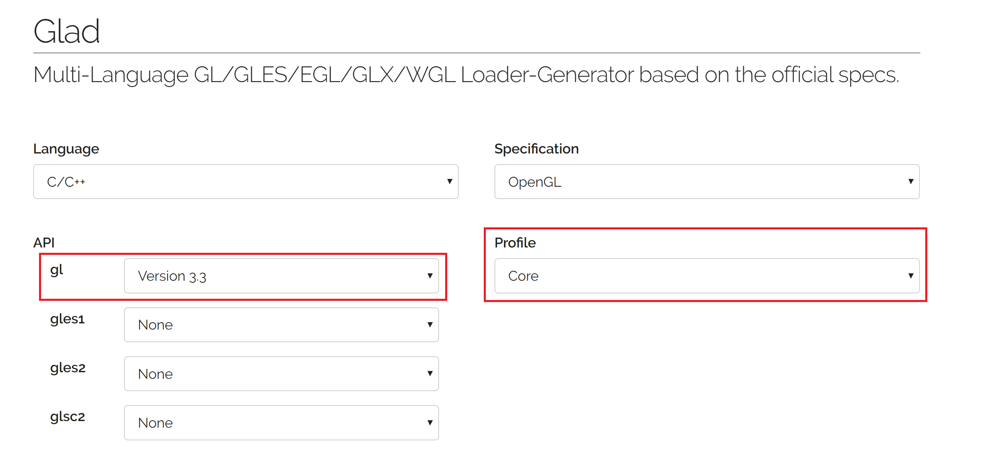 Glad
Multi-Language GL/GLES/EGL/GLX/WGL Loader-Generator based on the official specs.
Language
Specification
C/C++
OpenGL
API
Profile
gl
Version 3.3
Core
gles1
None
gles2
None
glsc2
None